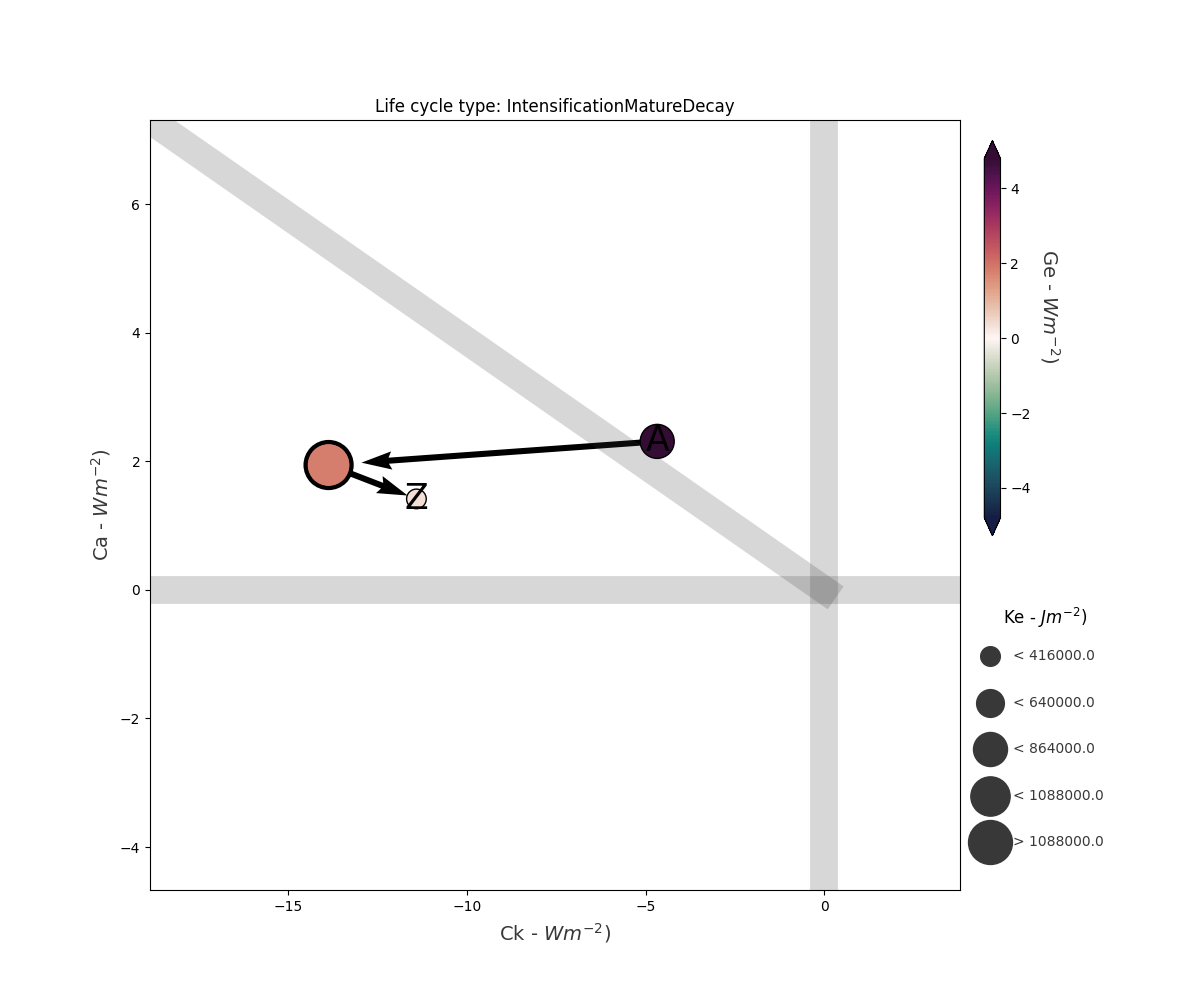 Life cycle type: IntensificationMatureDecay
6
4
2
0
−2
−4
Ca - Wm⁻²)
A
Z
−15
−10
−5
0
Ck - Wm⁻²)
4
2
0
−2
−4
Ge - Wm⁻²)
Ke - Jm⁻²)
< 416000.0
< 640000.0
< 864000.0
< 1088000.0
> 1088000.0